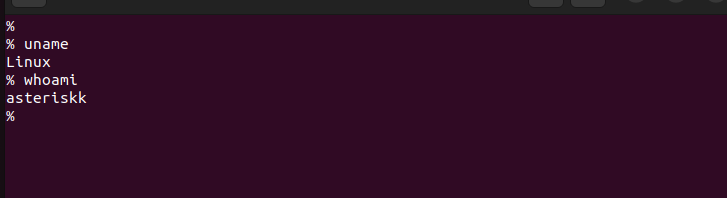 %
% uname
Linux
% whoami
asteriskk
%